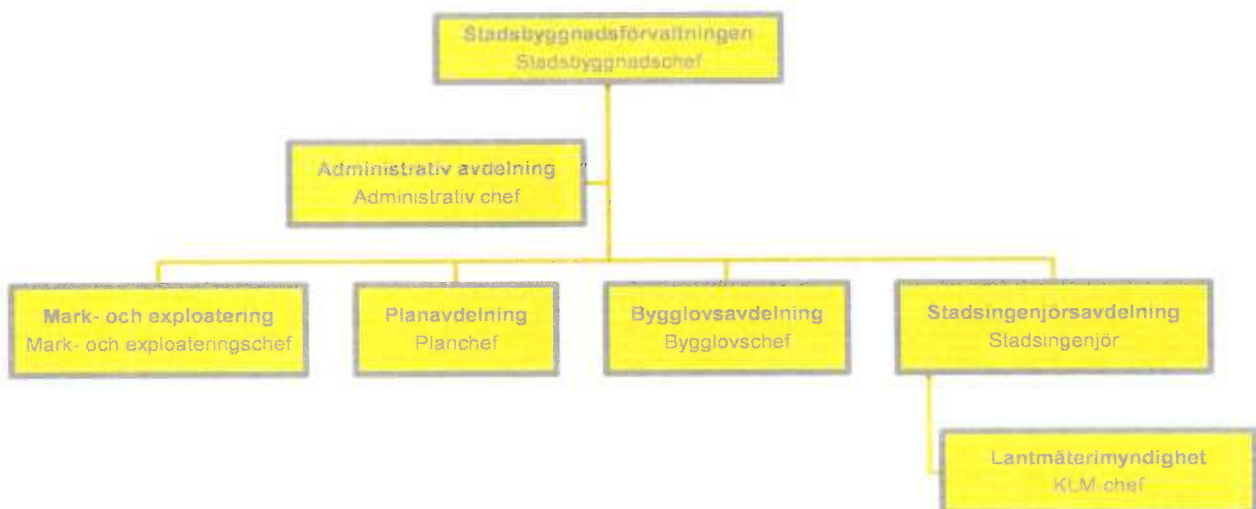 Stadsbyggnadsförvaltningen
Stadsbyggnadschef
Administrativ avdelning
Administrativ chef
Mark- och exploatering
Mark- och exploateringschef
Planavdelning
Planchef
Bygglovsavdelning
Bygglovschef
Stadsingenjörsavdelning
Stadsingenjör
Lantmäterimyndighet
KLM-chef